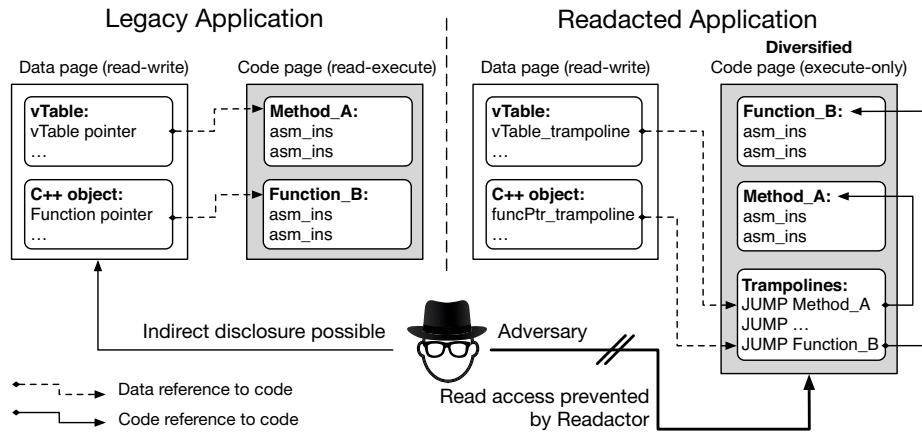 Legacy Application
Readacted Application
Data page (read-write)
Code page (read-execute)
Data page (read-write)
Diversified
Code page (execute-only)
vTable:
vTable pointer
…
C++ object:
Function pointer
…
Method_A:
asm_ins
asm_ins
Function_B:
asm_ins
asm_ins
vTable:
vTable_trampoline
…
C++ object:
funcPtr_trampoline
…
Function_B:
asm_ins
asm_ins
Method_A:
asm_ins
asm_ins
Trampolines:
JUMP Method_A
JUMP …
JUMP Function_B
Indirect disclosure possible
Adversary
Read access prevented
by Readactor
Data reference to code
Code reference to code